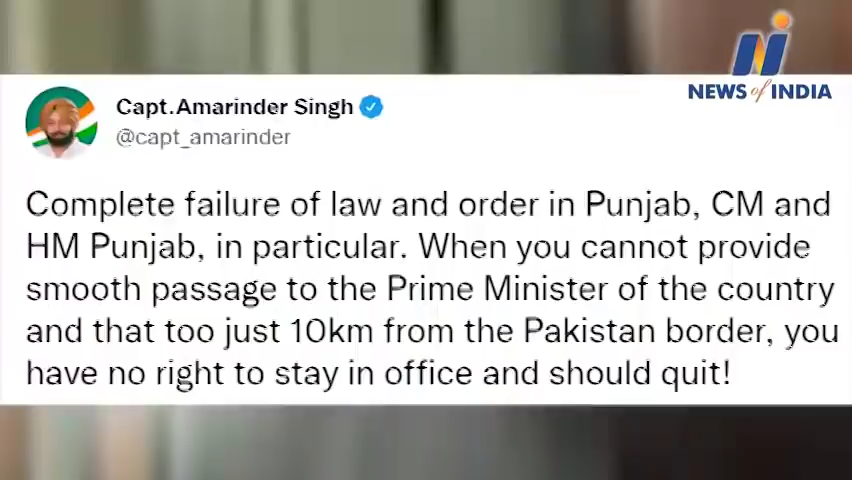 NEWS of INDIA
Capt.Amarinder Singh
@capt_amarinder
Complete failure of law and order in Punjab, CM and
HM Punjab, in particular. When you cannot provide
smooth passage to the Prime Minister of the country
and that too just 10km from the Pakistan border, you
have no right to stay in office and should quit!